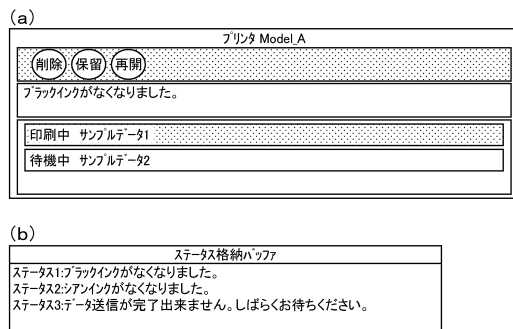 (a)
プリンタ Model_A
削除 保留 再開
ブラックインクがなくなりました。
印刷中 サンプルデータ1
待機中 サンプルデータ2
(b)
ステータス格納バッファ
ステータス1:ブラックインクがなくなりました。
ステータス2:シアンインクがなくなりました。
ステータス3:データ送信が完了出来ません。しばらくお待ちください。